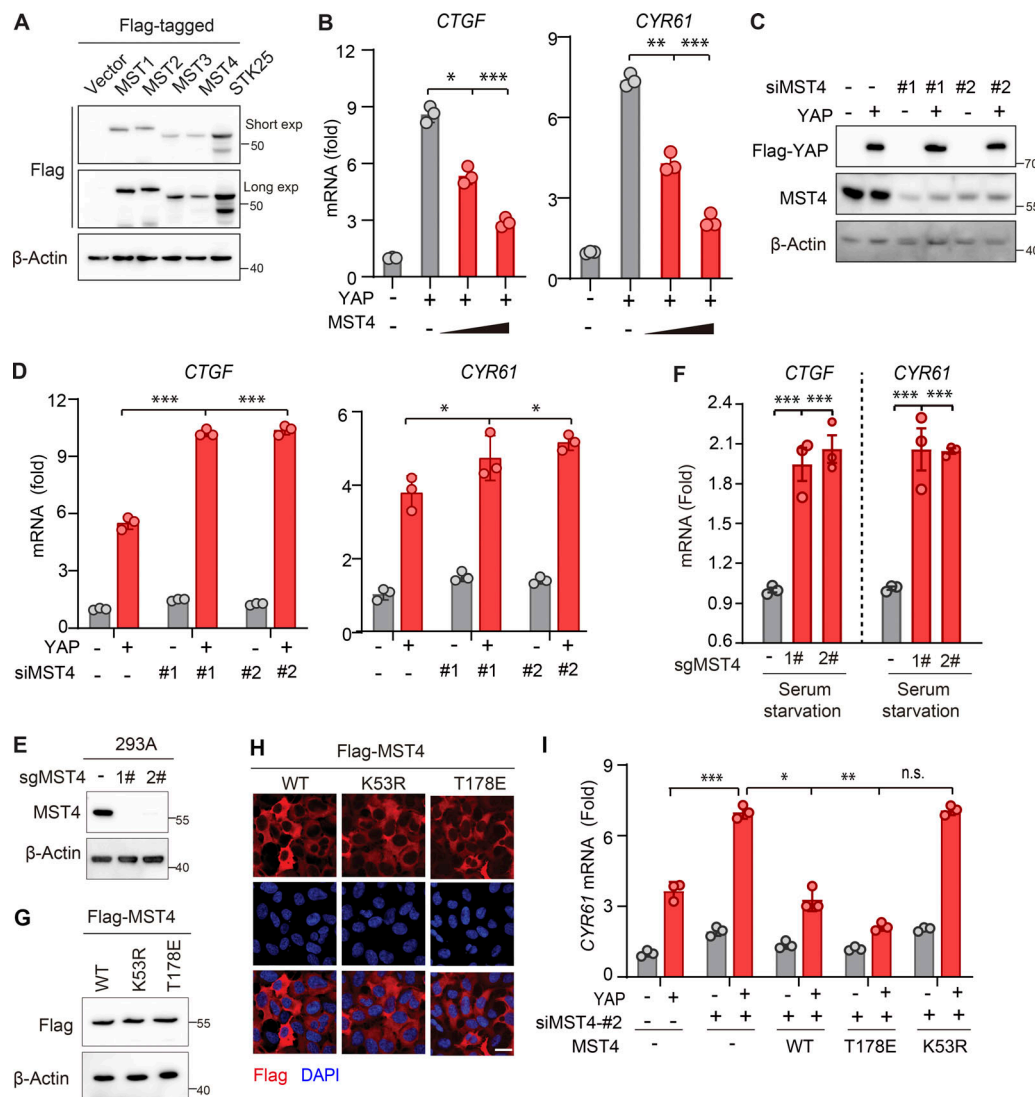 A
Flag-tagged
Vector MST1 MST2 MST3 MST4 STK25
Short exp
50
Flag
Long exp
50
β-Actin
40
B
CTGF
CYR61
mRNA (fold)
12
9
6
3
0
9
6
3
0
YAP - + + + - + + +
MST4 - - - -
C
siMST4 - - #1 #1 #2 #2
YAP - + - + - +
Flag-YAP
70
MST4
55
β-Actin
40
D
CTGF
CYR61
* ***
** ***
*** ***
* *
mRNA (fold)
15
12
9
6
3
0
6
4
2
0
YAP - + - + - + - + - + - +
siMST4 - - #1 #1 #2 #2 - - #1 #1 #2 #2
F
CTGF CYR61
*** *** *** ***
mRNA (Fold)
2.4
2.1
1.8
1.5
1.2
0.9
0.6
sgMST4 - 1# 2# - 1# 2#
Serum Serum
starvation starvation
E
293A
sgMST4 - 1# 2#
MST4
55
β-Actin
40
G
Flag-MST4
WT K53R T178E
Flag
55
β-Actin
40
H
Flag-MST4
WT K53R T178E
Flag DAPI
I
*** * ** n.s.
CYR61 mRNA (Fold)
9
6
3
0
YAP - + - + - + - + - +
siMST4-#2 - - + + + + + + + +
MST4 - - WT T178E K53R